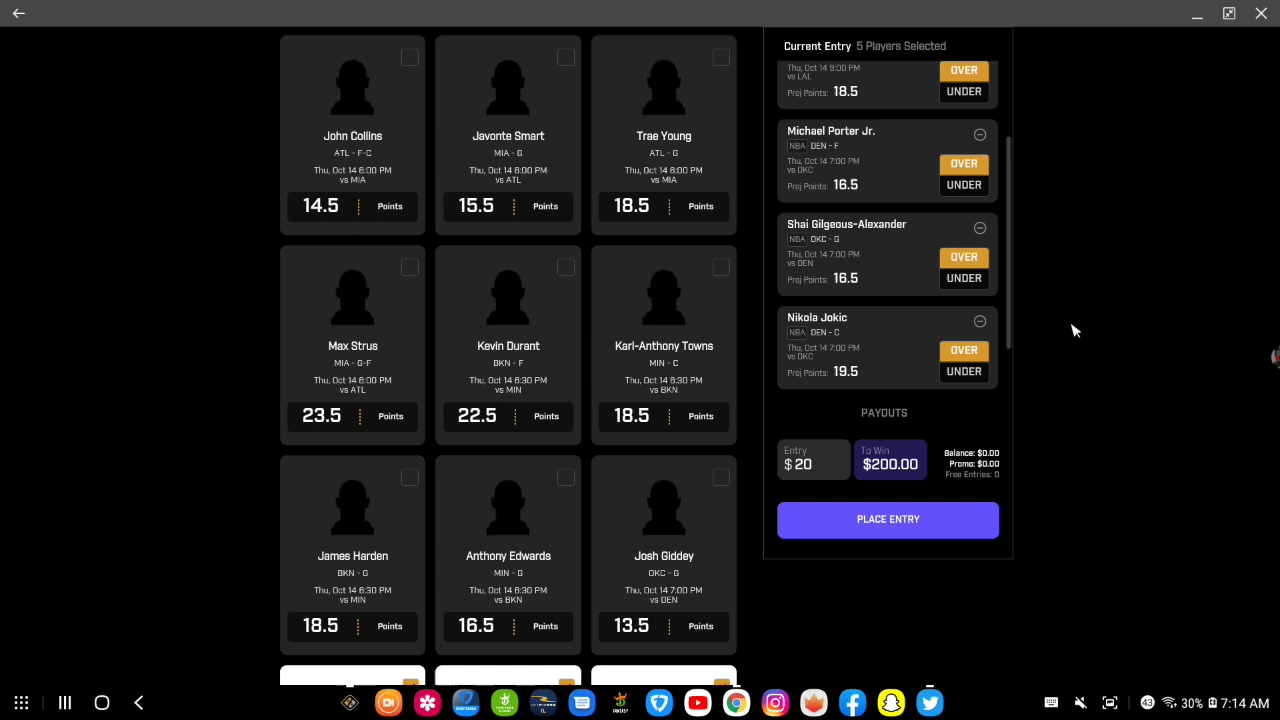 John Collins
ATL - F-C
Thu, Oct 14 6:00 PM
vs MIA
14.5 Points
Javonte Smart
MIA - G
Thu, Oct 14 6:00 PM
vs ATL
15.5 Points
Trae Young
ATL - G
Thu, Oct 14 6:00 PM
vs MIA
18.5 Points
Max Strus
MIA - G-F
Thu, Oct 14 6:00 PM
vs ATL
23.5 Points
Kevin Durant
BKN - F
Thu, Oct 14 6:30 PM
vs MIN
22.5 Points
Karl-Anthony Towns
MIN - C
Thu, Oct 14 6:30 PM
vs BKN
18.5 Points
James Harden
BKN - G
Thu, Oct 14 6:30 PM
vs MIN
18.5 Points
Anthony Edwards
MIN - G
Thu, Oct 14 6:30 PM
vs BKN
16.5 Points
Josh Giddey
OKC - G
Thu, Oct 14 7:00 PM
vs DEN
13.5 Points
Current Entry 5 Players Selected
Thu, Oct 14 9:00 PM
vs LAL
Proj Points: 18.5
OVER
UNDER
Michael Porter Jr.
NBA DEN - F
Thu, Oct 14 7:00 PM
vs OKC
Proj Points: 16.5
OVER
UNDER
Shai Gilgeous-Alexander
NBA OKC - G
Thu, Oct 14 7:00 PM
vs DEN
Proj Points: 16.5
OVER
UNDER
Nikola Jokic
NBA DEN - C
Thu, Oct 14 7:00 PM
vs OKC
Proj Points: 19.5
OVER
UNDER
PAYOUTS
Entry
$ 20
To Win
$200.00
Balance: $0.00
Promo: $0.00
Free Entries: 0
PLACE ENTRY
43 30% 7:14 AM